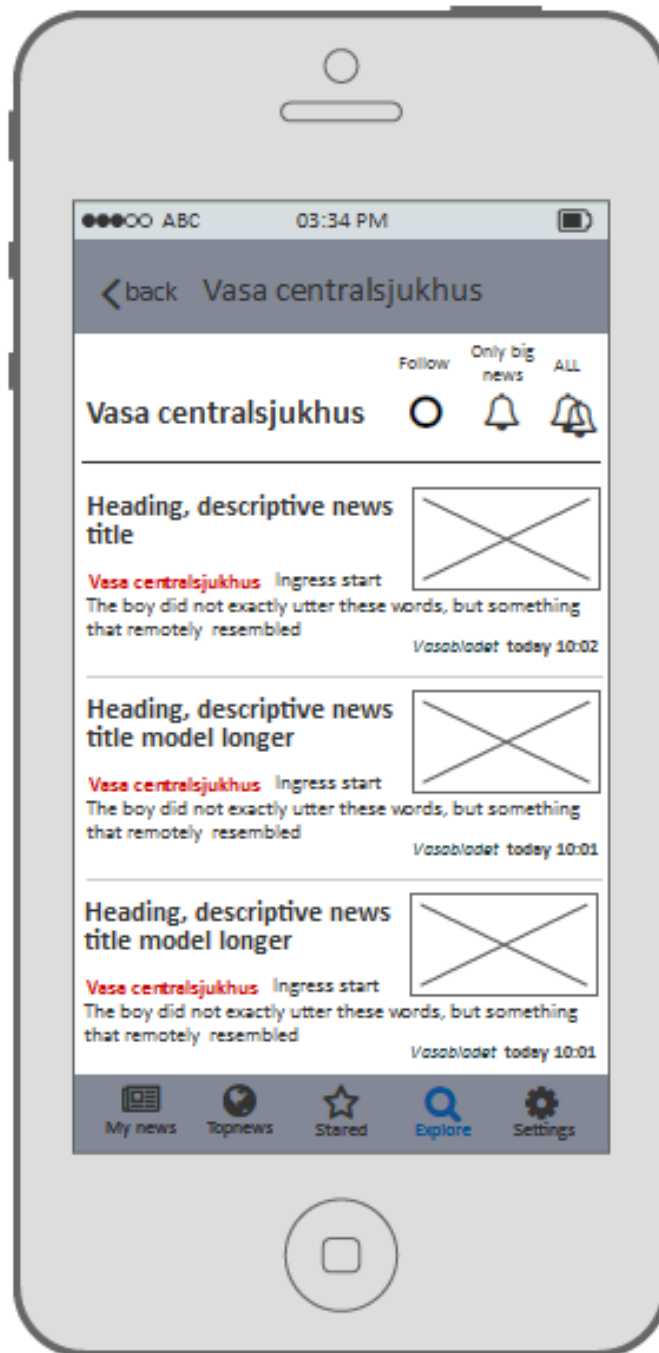 ABC 03:34 PM
back Vasa centralsjukhus
Follow Only big news ALL
Vasa centralsjukhus
Heading, descriptive news
title
Vasa centralsjukhus Ingress start
The boy did not exactly utter these words, but something
that remotely resembled
Vasabladet today 10:02
Heading, descriptive news
title model longer
Vasa centralsjukhus Ingress start
The boy did not exactly utter these words, but something
that remotely resembled
Vasabladet today 10:01
Heading, descriptive news
title model longer
Vasa centralsjukhus Ingress start
The boy did not exactly utter these words, but something
that remotely resembled
Vasabladet today 10:01
My news Topnews Stared Explore Settings